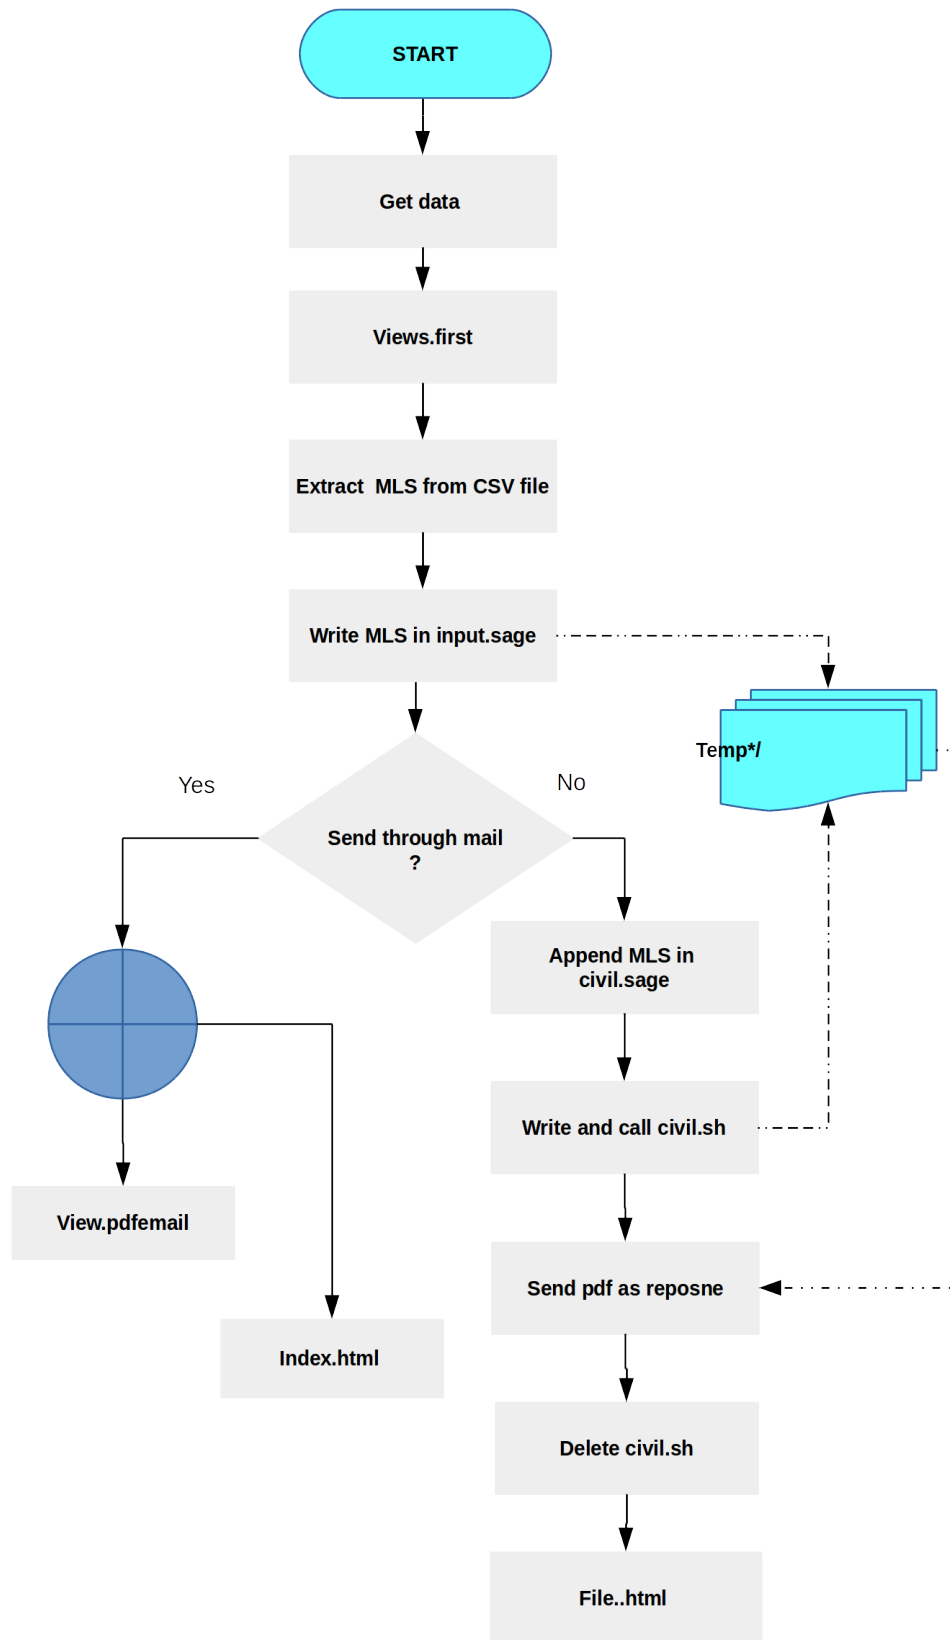 START
Get data
Views.first
Extract  MLS from CSV file
Write MLS in input.sage
Temp*/
Yes
No
Send through mail
?
Append MLS in
civil.sage
Write and call civil.sh
View.pdfemail
Send pdf as reposne
Index.html
Delete civil.sh
File..html